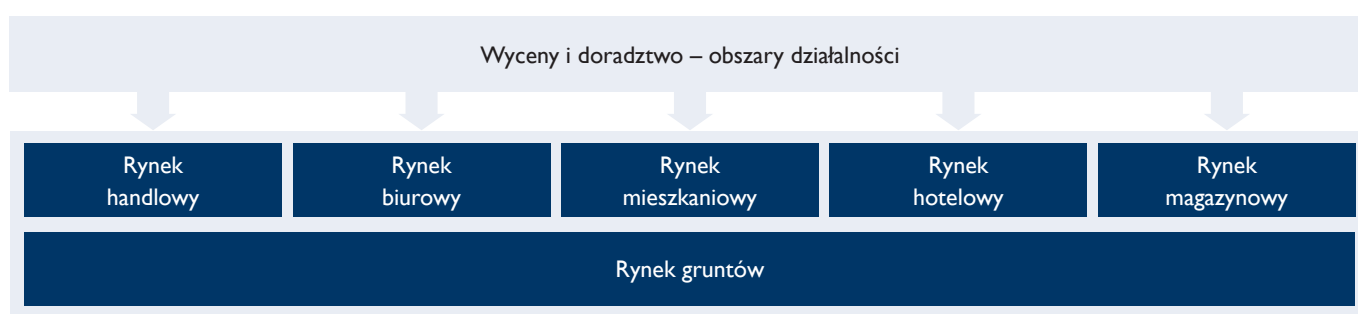 Wyceny i doradztwo – obszary działalności
Rynek
handlowy
Rynek
biurowy
Rynek
mieszkaniowy
Rynek
hotelowy
Rynek
magazynowy
Rynek gruntów